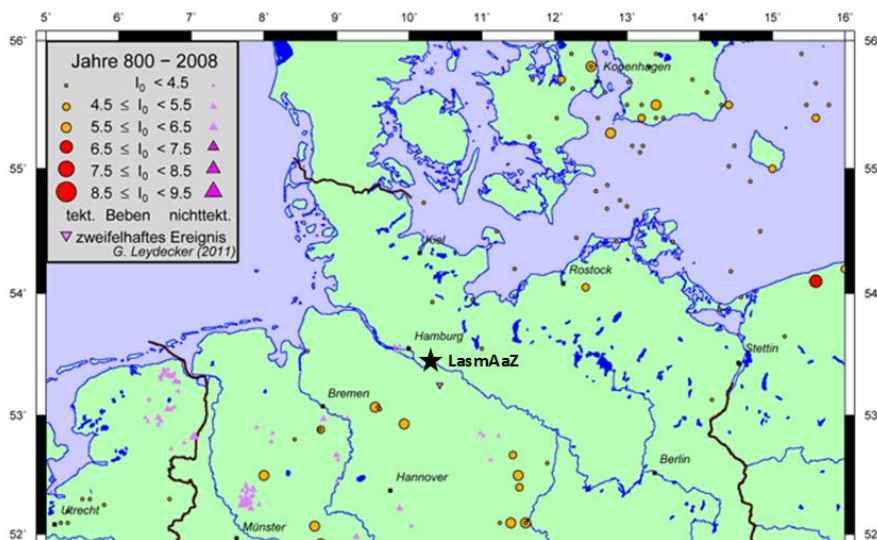 5° 6° 7° 8° 9° 10° 11° 12° 13° 14° 15° 16°
56° 56°
Jahre 800 – 2008
I₀ < 4.5
4.5 ≤ I₀ < 5.5
5.5 ≤ I₀ < 6.5
6.5 ≤ I₀ < 7.5
7.5 ≤ I₀ < 8.5
8.5 ≤ I₀ < 9.5
tekt. Beben nichttekt.
zweifelhaftes Ereignis
G. Leydecker (2011)
Kopenhagen
55° 55°
Kiel
Rostock
54° 54°
Hamburg
Stettin
LasmAaZ
Bremen
53° 53°
Berlin
Hannover
Utrecht
Münster
52° 52°